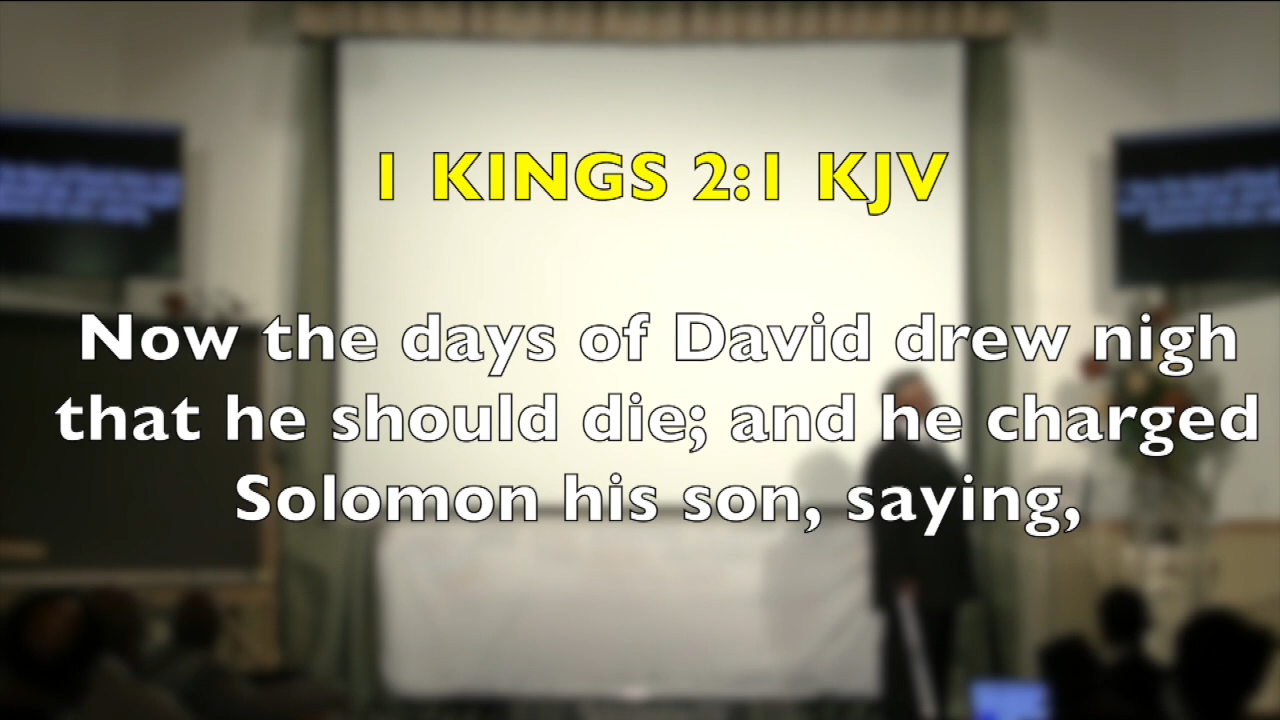 1 KINGS 2:1 KJV
Now the days of David drew nigh
that he should die; and he charged
Solomon his son, saying,